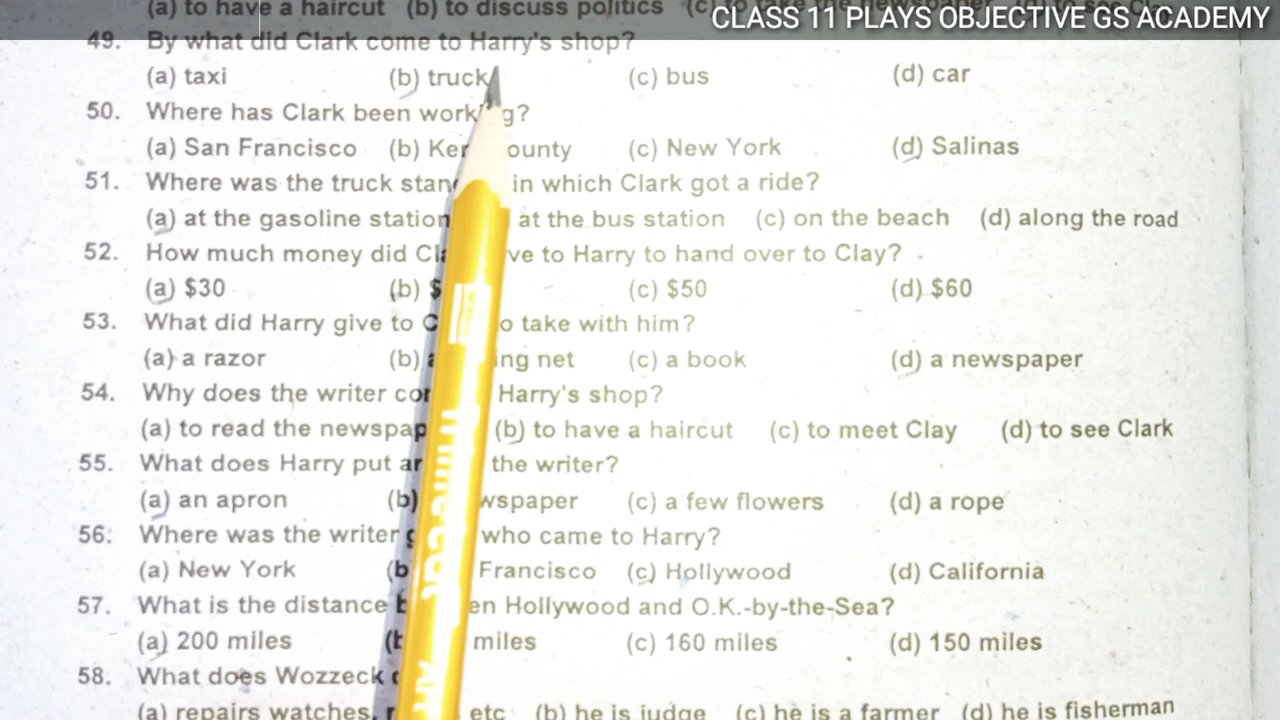 (a) to have a haircut (b) to discuss politics (c)
CLASS 11 PLAYS OBJECTIVE GS ACADEMY
49. By what did Clark come to Harry's shop?
(a) taxi (b) truck (c) bus (d) car
50. Where has Clark been working?
(a) San Francisco (b) Ker ounty (c) New York (d) Salinas
51. Where was the truck stan in which Clark got a ride?
(a) at the gasoline station at the bus station (c) on the beach (d) along the road
52. How much money did Cla ve to Harry to hand over to Clay?
(a) $30 (b) $ (c) $50 (d) $60
53. What did Harry give to C o take with him?
(a) a razor (b) a ing net (c) a book (d) a newspaper
54. Why does the writer co Harry's shop?
(a) to read the newspap (b) to have a haircut (c) to meet Clay (d) to see Clark
55. What does Harry put ar the writer?
(a) an apron (b) wspaper (c) a few flowers (d) a rope
56. Where was the writer g who came to Harry?
(a) New York (b Francisco (c) Hollywood (d) California
57. What is the distance b en Hollywood and O.K.-by-the-Sea?
(a) 200 miles (b miles (c) 160 miles (d) 150 miles
58. What does Wozzeck
(a) repairs watches, r etc (b) he is judge (c) he is a farmer (d) he is fisherman